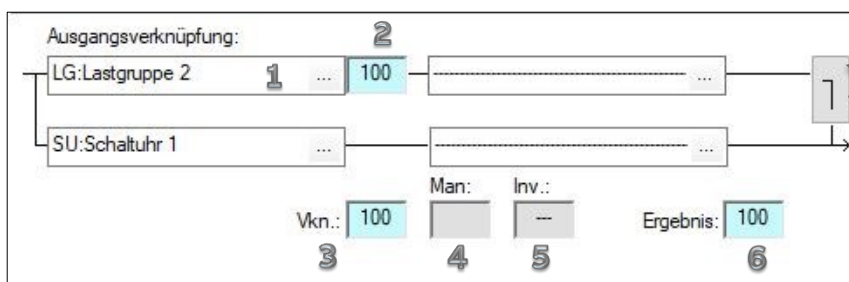 Ausgangsverknüpfung: 2
LG:Lastgruppe 2 1 ... 100 ---------------------------------------- ...
SU:Schaltuhr 1 ... ---------------------------------------- ...
Man: Inv.:
Vkn.: 100 --- Ergebnis: 100
3 4 5 6